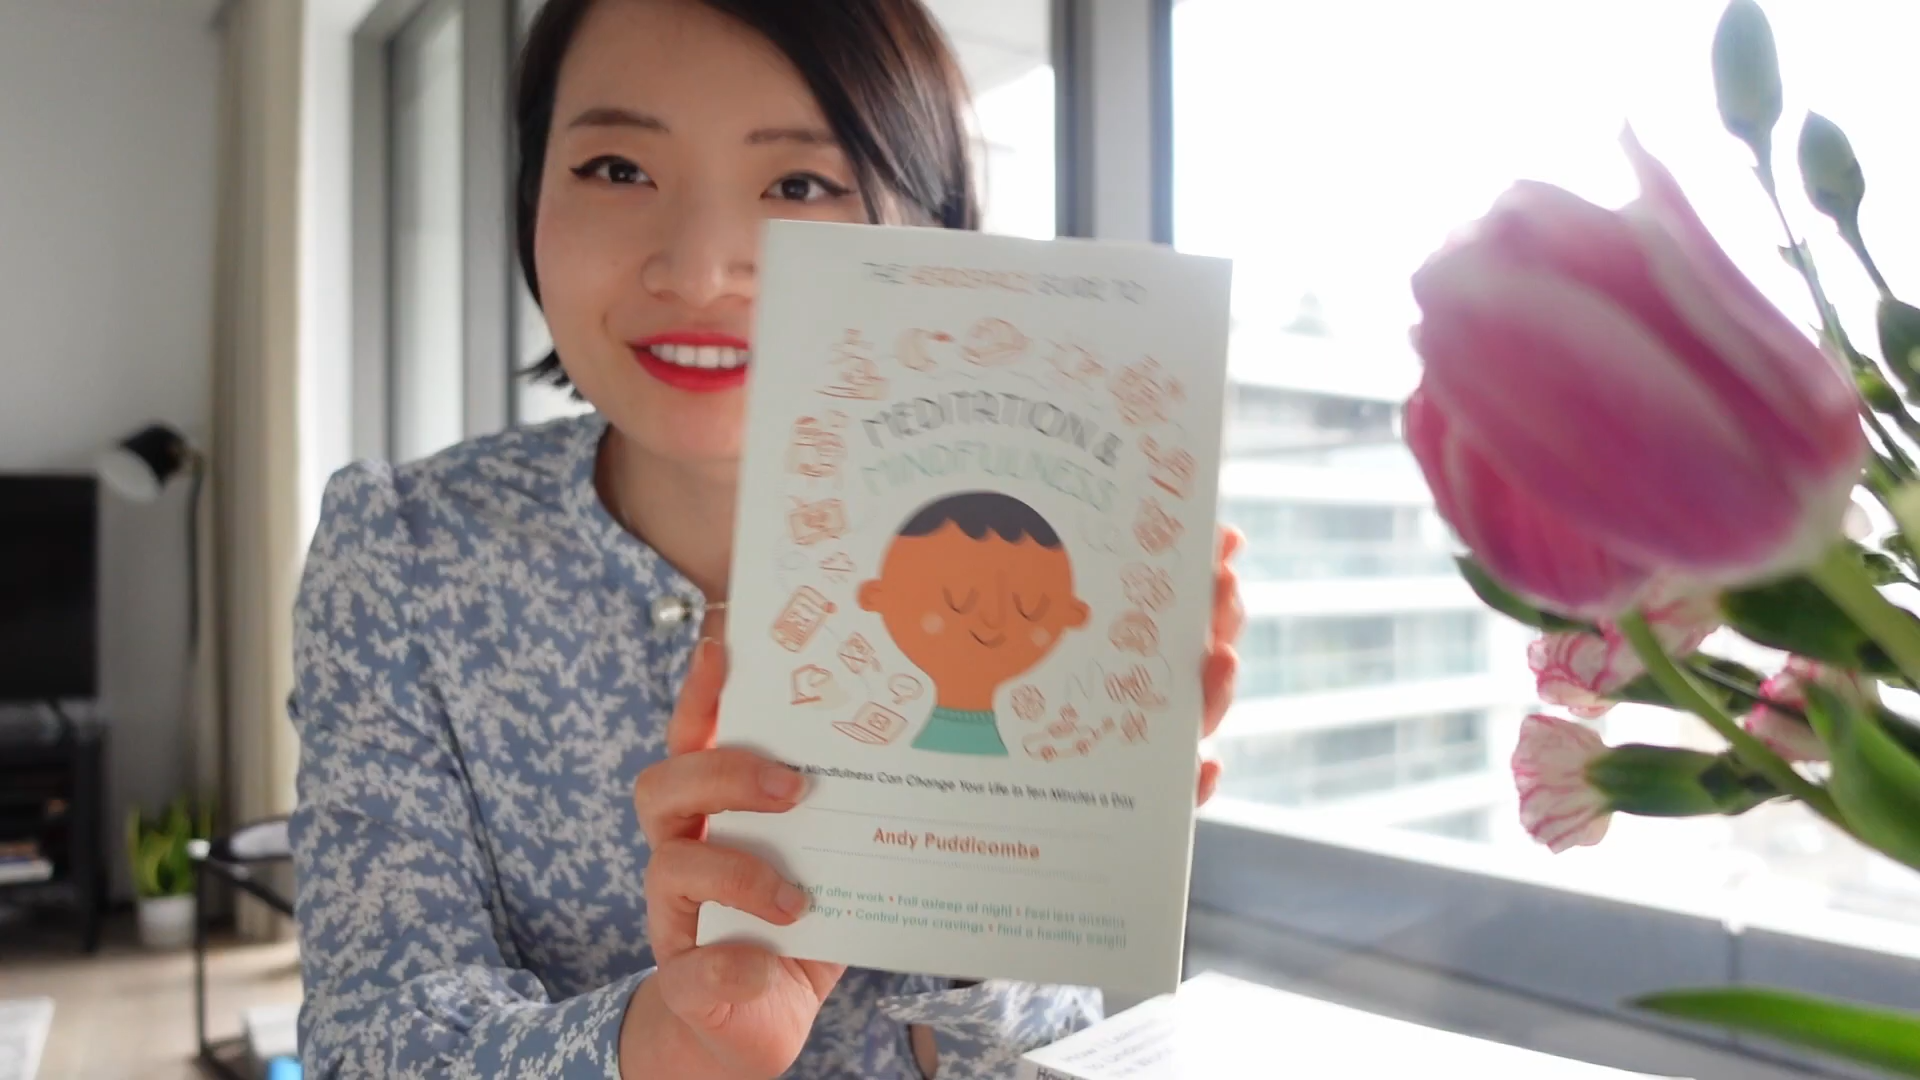 THE HEADSPACE GUIDE TO
MEDITATION &
MINDFULNESS
Mindfulness Can Change Your Life in Ten Minutes a Day
Andy Puddicombe
off after work • Fall asleep at night • Feel less anxious
angry • Control your cravings • Find a healthy weight